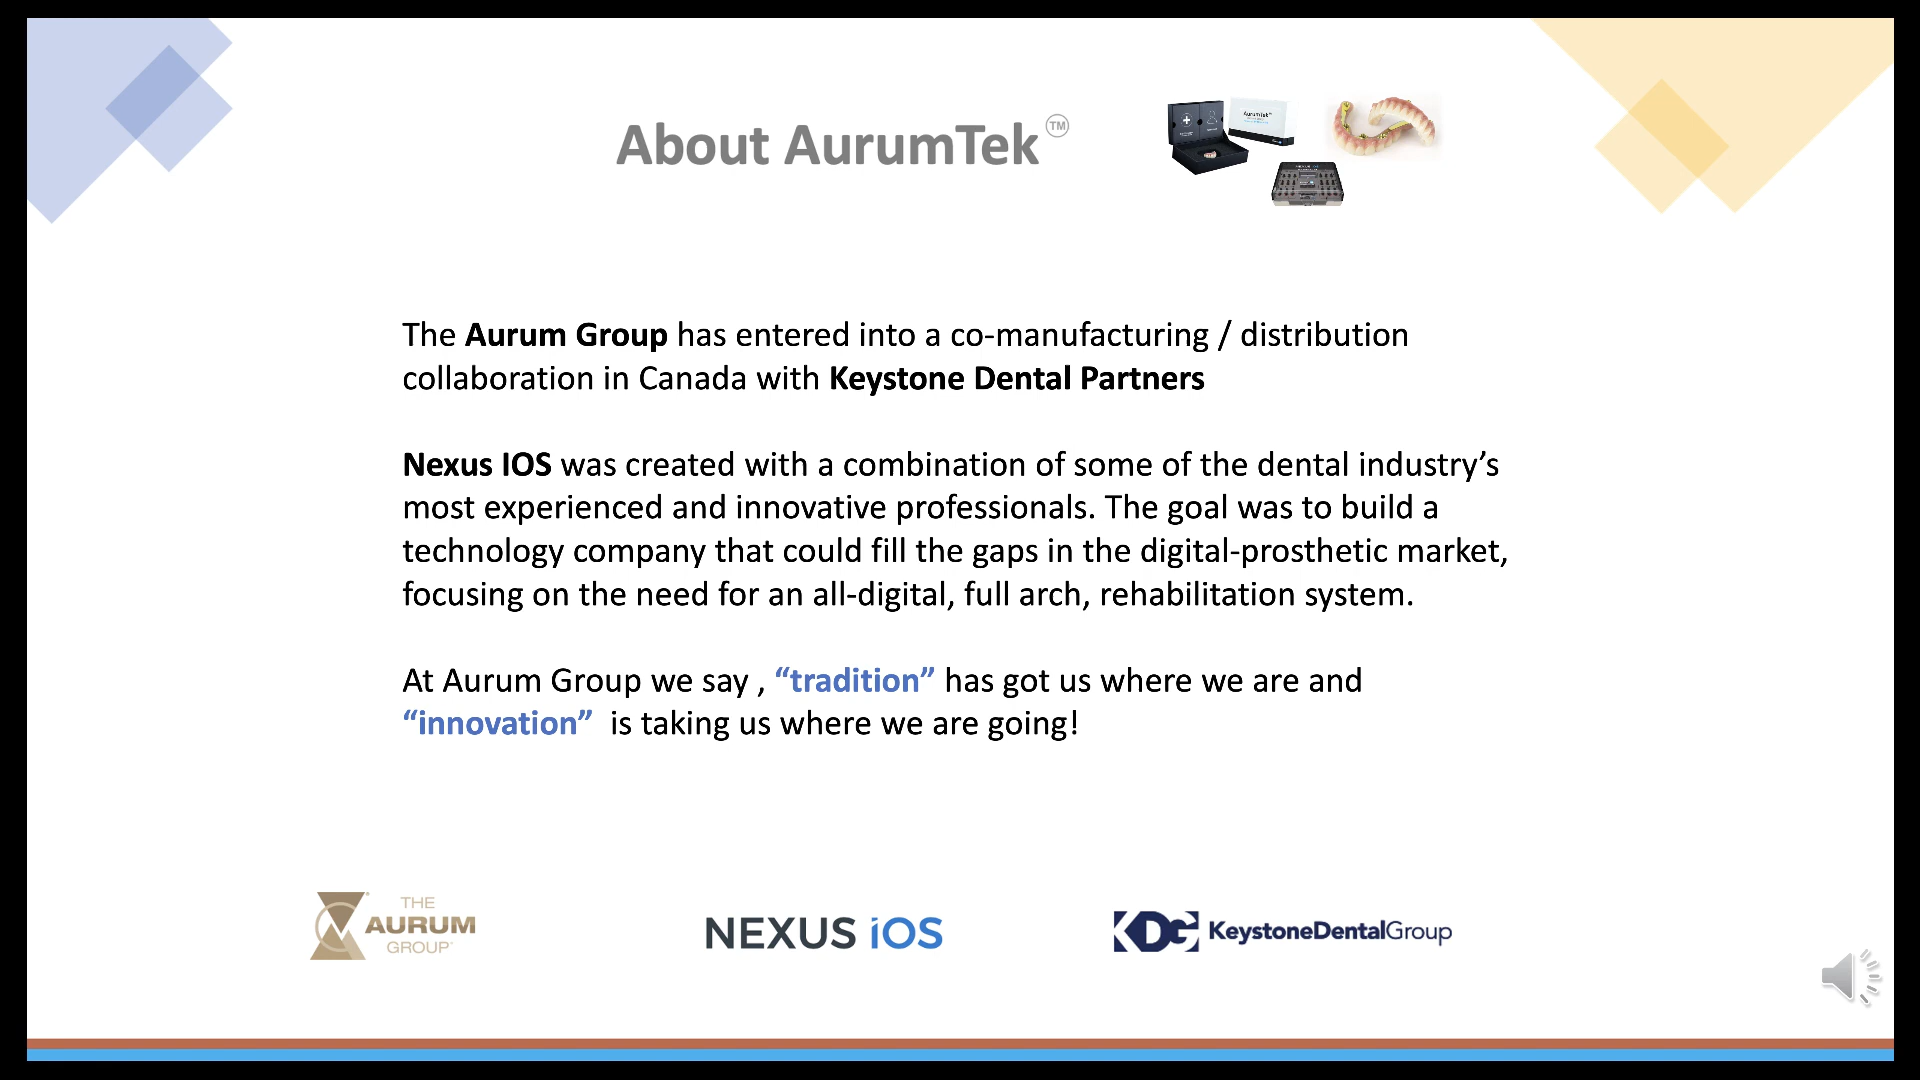 About AurumTek™
AurumTek™
NEXUS iOS
The Aurum Group has entered into a co-manufacturing / distribution
collaboration in Canada with Keystone Dental Partners
Nexus IOS was created with a combination of some of the dental industry’s
most experienced and innovative professionals. The goal was to build a
technology company that could fill the gaps in the digital-prosthetic market,
focusing on the need for an all-digital, full arch, rehabilitation system.
At Aurum Group we say , “tradition” has got us where we are and
“innovation”  is taking us where we are going!
THE
AURUM
GROUP
NEXUS iOS
KDG KeystoneDentalGroup